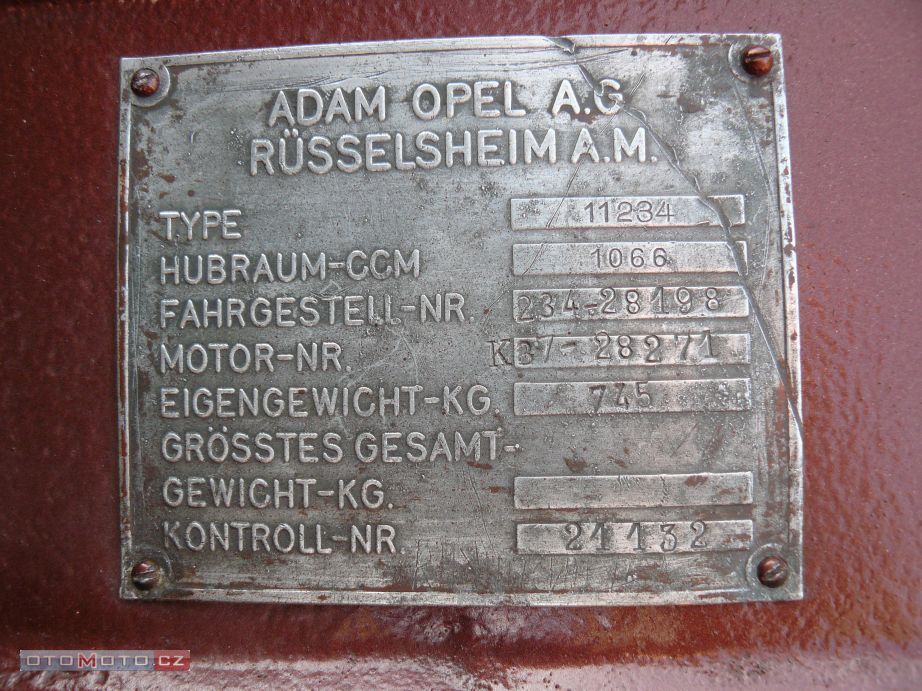 ADAM OPEL A.G
RÜSSELSHEIM A.M.
TYPE 11234
HUBRAUM-CCM 1066
FAHRGESTELL-NR. 234-28198
MOTOR-NR. KB7-28271
EIGENGEWICHT-KG. 745
GRÖSSTES GESAMT-
GEWICHT-KG.
KONTROLL-NR. 21132
OTOMOTO.CZ